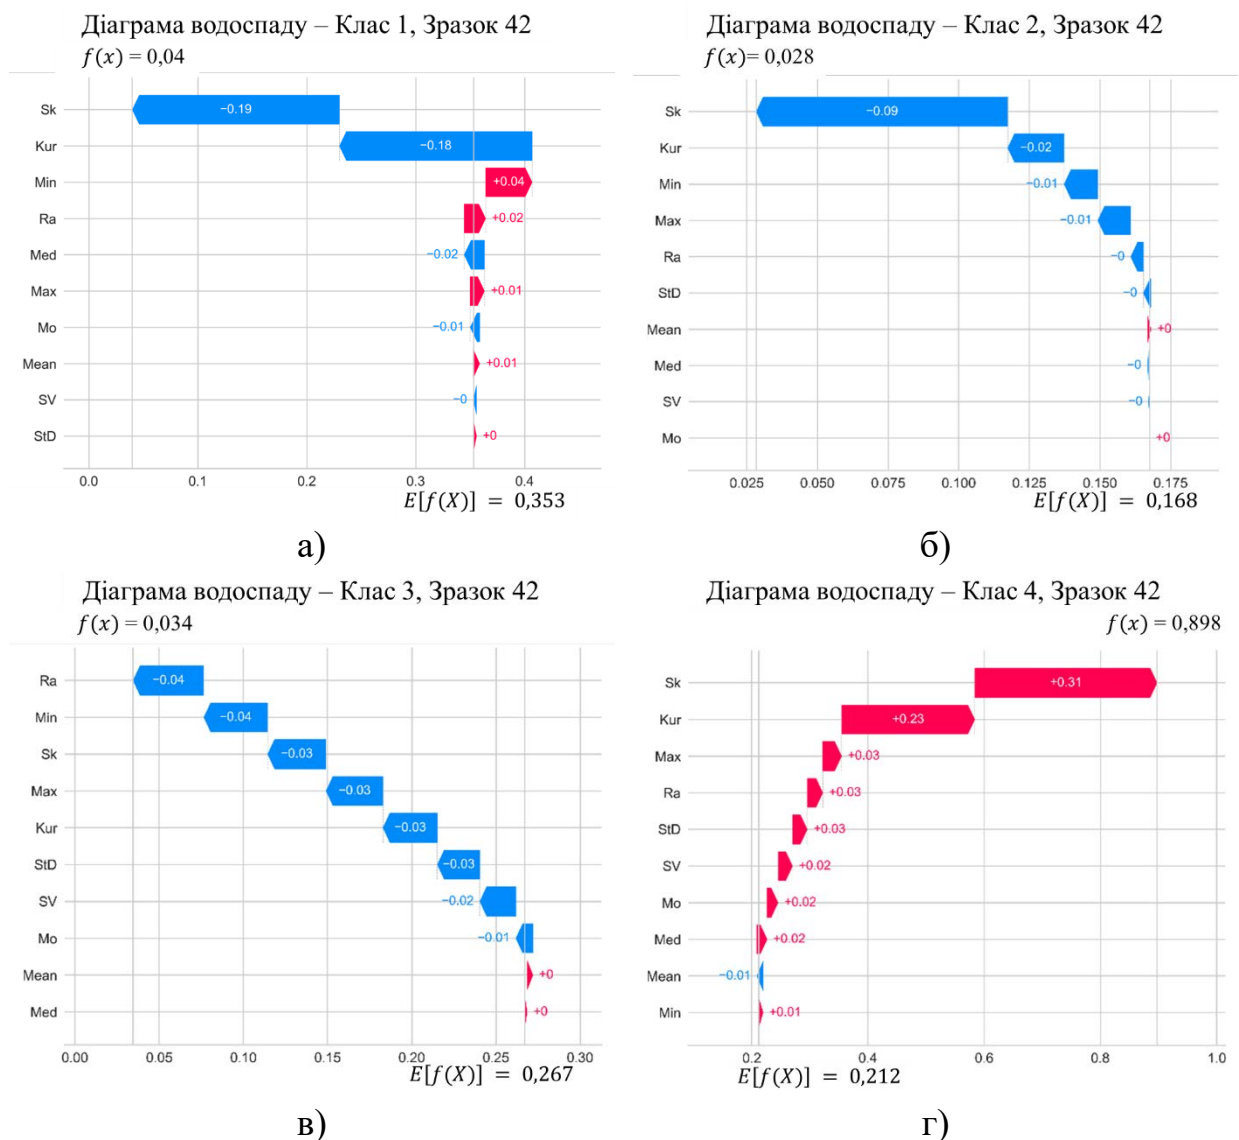 Діаграма водоспаду – Клас 1, Зразок 42
f(x) = 0,04
Sk −0.19
Kur −0.18
Min +0.04
Ra +0.02
Med −0.02
Max +0.01
Mo −0.01
Mean +0.01
SV −0
StD +0
0.0 0.1 0.2 0.3 0.4
E[f(X)] = 0,353
а)
Діаграма водоспаду – Клас 2, Зразок 42
f(x)= 0,028
Sk −0.09
Kur −0.02
Min −0.01
Max −0.01
Ra −0
StD −0
Mean +0
Med −0
SV −0
Mo +0
0.025 0.050 0.075 0.100 0.125 0.150 0.175
E[f(X)] = 0,168
б)
Діаграма водоспаду – Клас 3, Зразок 42
f(x) = 0,034
Ra −0.04
Min −0.04
Sk −0.03
Max −0.03
Kur −0.03
StD −0.03
SV −0.02
Mo −0.01
Mean +0
Med +0
0.00 0.05 0.10 0.15 0.20 0.25 0.30
E[f(X)] = 0,267
в)
Діаграма водоспаду – Клас 4, Зразок 42
f(x) = 0,898
Sk +0.31
Kur +0.23
Max +0.03
Ra +0.03
StD +0.03
SV +0.02
Mo +0.02
Med +0.02
Mean −0.01
Min +0.01
0.2 0.4 0.6 0.8 1.0
E[f(X)] = 0,212
г)